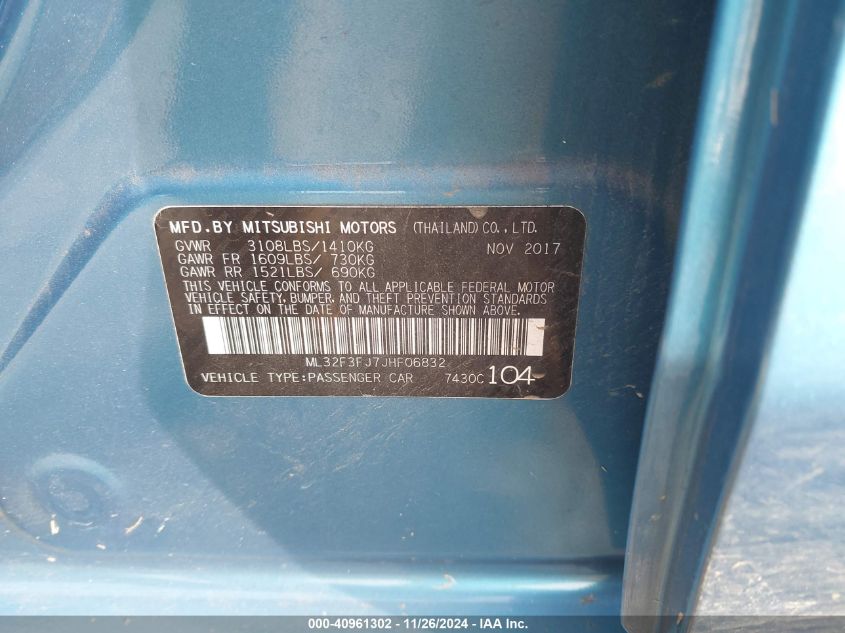 MFD.BY MITSUBISHI MOTORS (THAILAND)CO.,LTD.
GVWR 3108LBS/1410KG NOV 2017
GAWR FR 1609LBS/ 730KG
GAWR RR 1521LBS/ 690KG
THIS VEHICLE CONFORMS TO ALL APPLICABLE FEDERAL MOTOR
VEHICLE SAFETY, BUMPER, AND THEFT PREVENTION STANDARDS
IN EFFECT ON THE DATE OF MANUFACTURE SHOWN ABOVE.
ML32F3FJ7JHF06832
VEHICLE TYPE:PASSENGER CAR 7430C 104
000-40961302 - 11/26/2024 - IAA Inc.